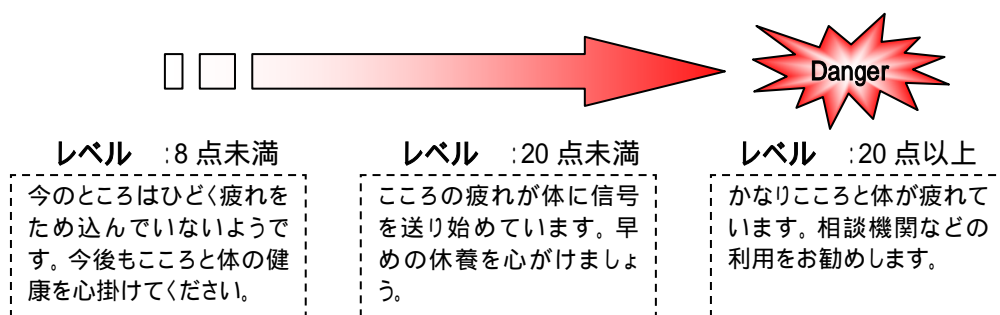 Danger
レベル :8 点未満
今のところはひどく疲れを
ため込んでいないようで
す。今後もこころと体の健
康を心掛けてください。
レベル :20 点未満
こころの疲れが体に信号
を送り始めています。早
めの休養を心がけましょ
う。
レベル :20 点以上
かなりこころと体が疲れて
います。相談機関などの
利用をお勧めします。